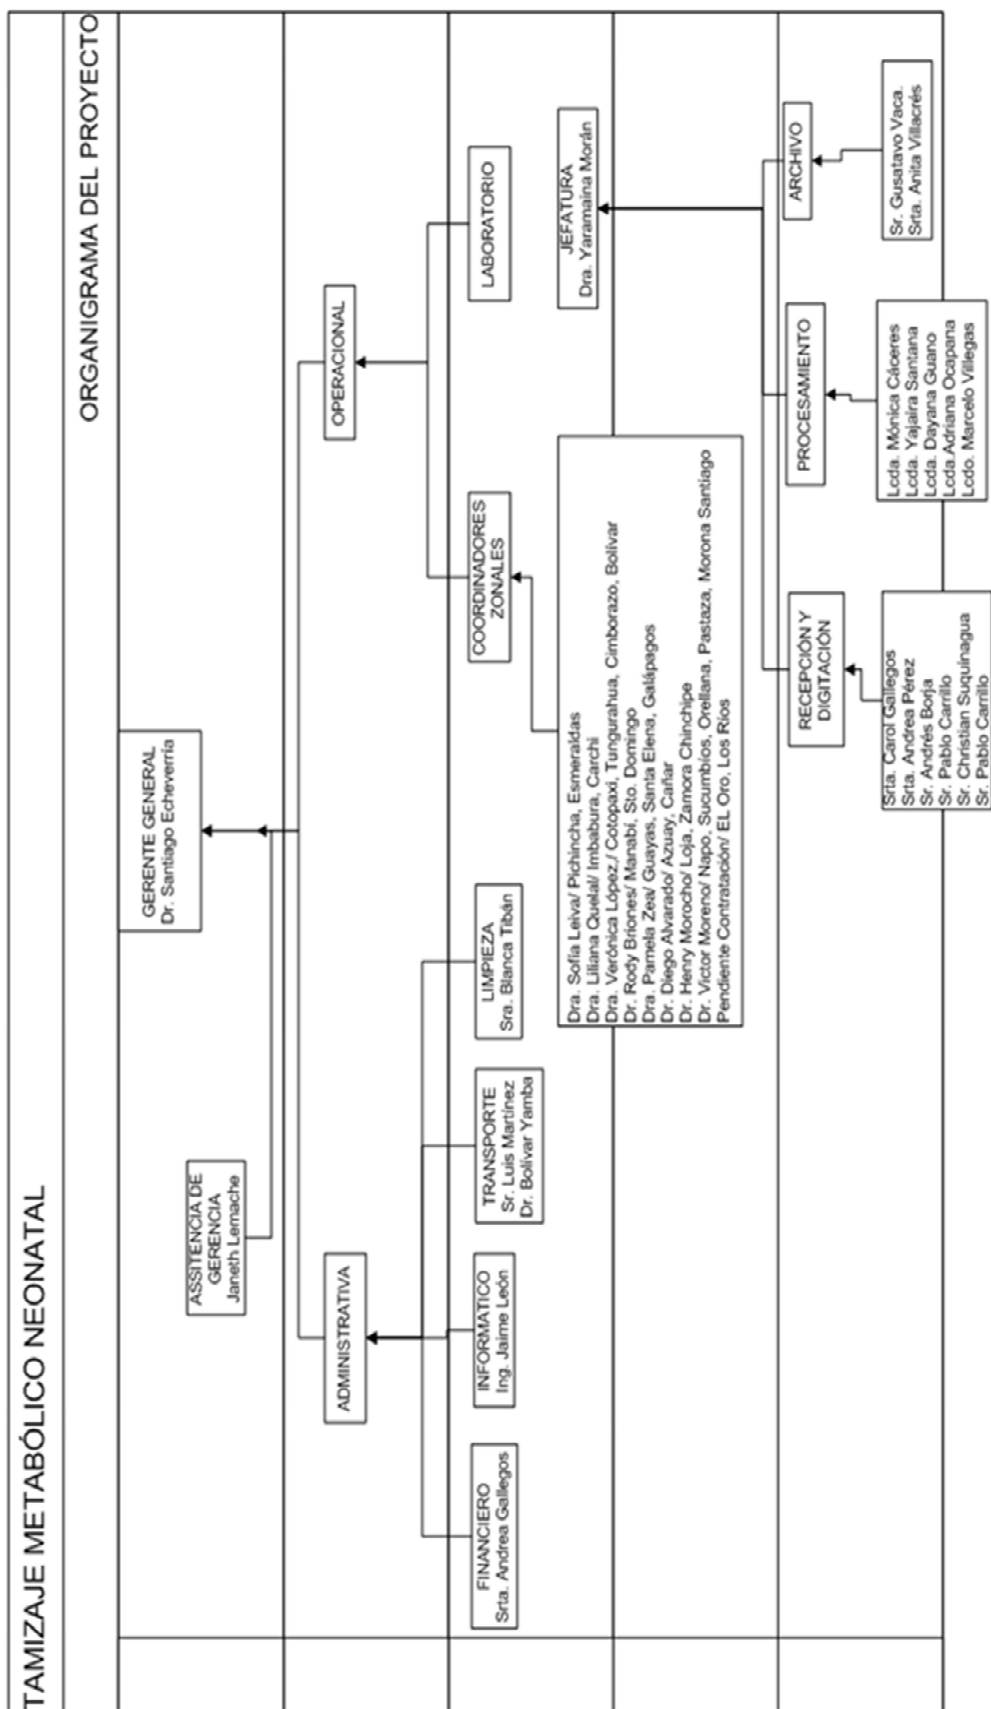 TAMIZAJE METABÓLICO NEONATAL
ORGANIGRAMA DEL PROYECTO
GERENTE GENERAL
Dr. Santiago Echeverría
ASSITENCIA DE
GERENCIA
Janeth Lemache
ADMINISTRATIVA
OPERACIONAL
FINANCIERO
Srta. Andrea Gallegos
INFORMATICO
Ing. Jaime León
TRANSPORTE
Sr. Luis Martínez
Dr. Bolívar Yamba
LIMPIEZA
Sra. Blanca Tibán
COORDINADORES
ZONALES
LABORATORIO
Dra. Sofía Leiva/ Pichincha, Esmeraldas
Dra. Liliana Quelal/ Imbabura, Carchi
Dra. Verónica López,/ Cotopaxi, Tungurahua, Cimborazo, Bolívar
Dr. Rody Briones/ Manabí, Sto. Domingo
Dra. Pamela Zea/ Guayas, Santa Elena, Galápagos
Dr. Diego Alvarado/ Azuay, Cañar
Dr. Henry Morocho/ Loja, Zamora Chinchipe
Dr. Victor Moreno/ Napo, Sucumbíos, Orellana, Pastaza, Morona Santiago
Pendiente Contratación/ EL Oro, Los Ríos
JEFATURA
Dra. Yaramaina Morán
RECEPCIÓN Y
DIGITACIÓN
PROCESAMIENTO
ARCHIVO
Srta. Carol Gallegos
Srta. Andrea Pérez
Sr. Andrés Borja
Sr. Pablo Carrillo
Sr. Christian Suquinagua
Sr. Pablo Carrillo
Lcda. Mónica Cáceres
Lcda. Yajaira Santana
Lcda. Dayana Guano
Lcda.Adriana Ocapana
Lcdo. Marcelo Villegas
Sr. Gusatavo Vaca.
Srta. Anita Villacrés